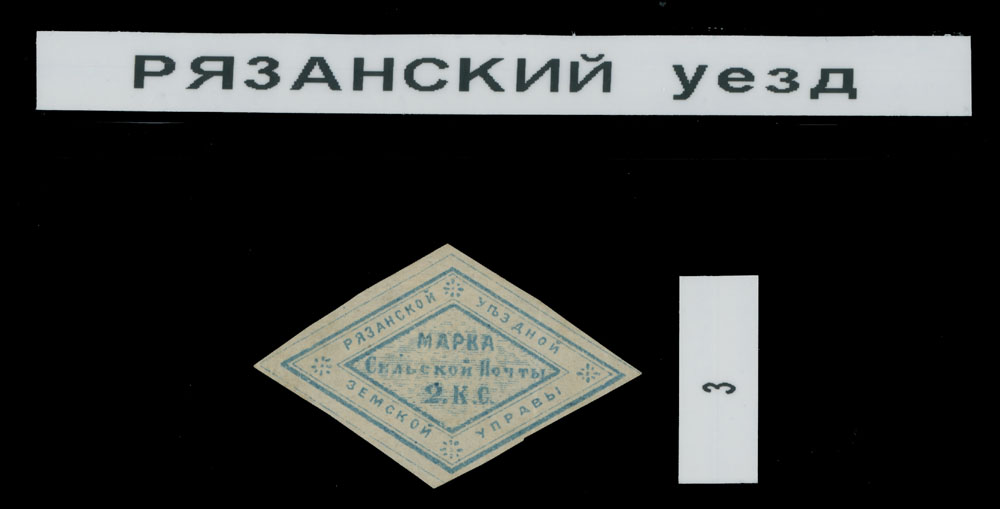 РЯЗАНСКИЙ уезд
РЯЗАНСКОЙ УѢЗДНОЙ
МАРКА
Сельской Почты
2.К.С.
ЗЕМСКОЙ УПРАВЫ
3